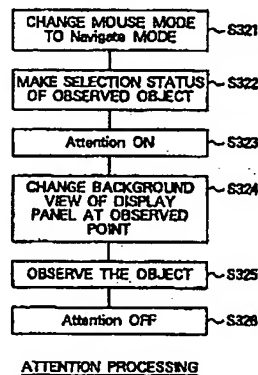 CHANGE MOUSE MODE
TO Navigate MODE
S321
MAKE SELECTION STATUS
OF OBSERVED OBJECT
S322
Attention ON
S323
CHANGE BACKGROUND
VIEW OF DISPLAY
PANEL AT OBSERVED
POINT
S324
OBSERVE THE OBJECT
S325
Attention OFF
S326
ATTENTION PROCESSING